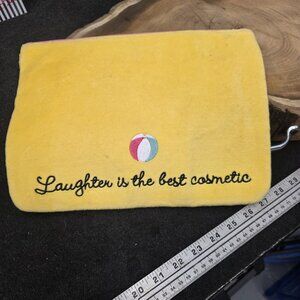 Laughter is the best cosmetic
20 21 22 23 24 25 26 27 28 29